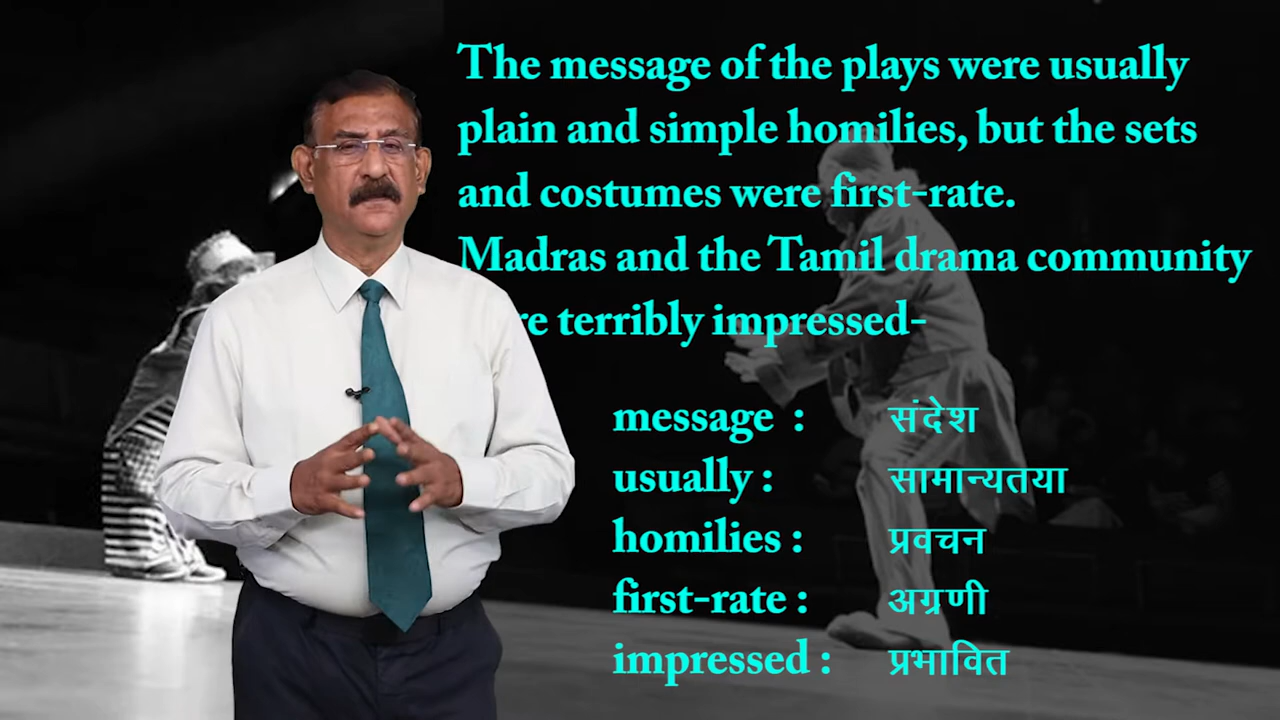 The message of the plays were usually
plain and simple homilies, but the sets
and costumes were first-rate.
Madras and the Tamil drama community
terribly impressed-
message : संदेश
usually : सामान्यतया
homilies : प्रवचन
first-rate : अग्रणी
impressed : प्रभावित